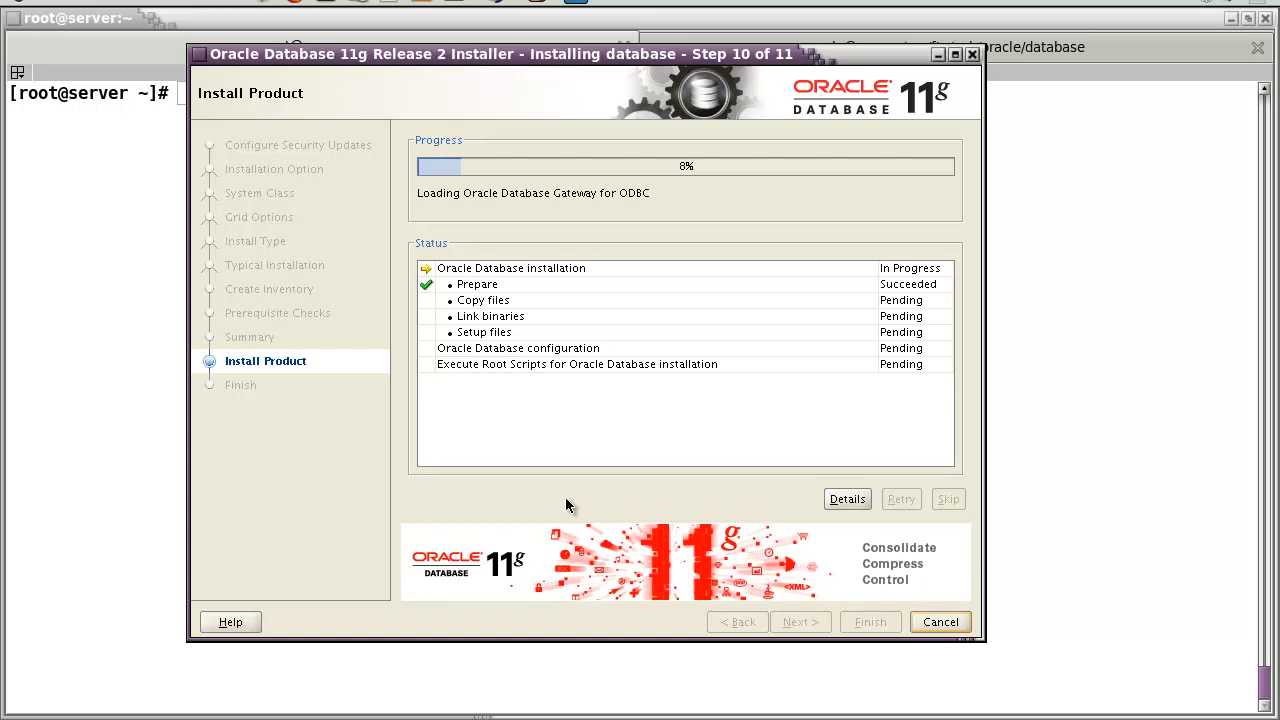 root@server:~
oracle/database
[root@server ~]#
Oracle Database 11g Release 2 Installer - Installing database - Step 10 of 11
Install Product
ORACLE
DATABASE
11g
Configure Security Updates
Installation Option
System Class
Grid Options
Install Type
Typical Installation
Create Inventory
Prerequisite Checks
Summary
Install Product
Finish
Progress
8%
Loading Oracle Database Gateway for ODBC
Status
Oracle Database installation In Progress
• Prepare Succeeded
• Copy files Pending
• Link binaries Pending
• Setup files Pending
Oracle Database configuration Pending
Execute Root Scripts for Oracle Database installation Pending
Details Retry Skip
ORACLE
DATABASE
11g
11g
<XML>
Consolidate
Compress
Control
Help < Back Next > Finish Cancel